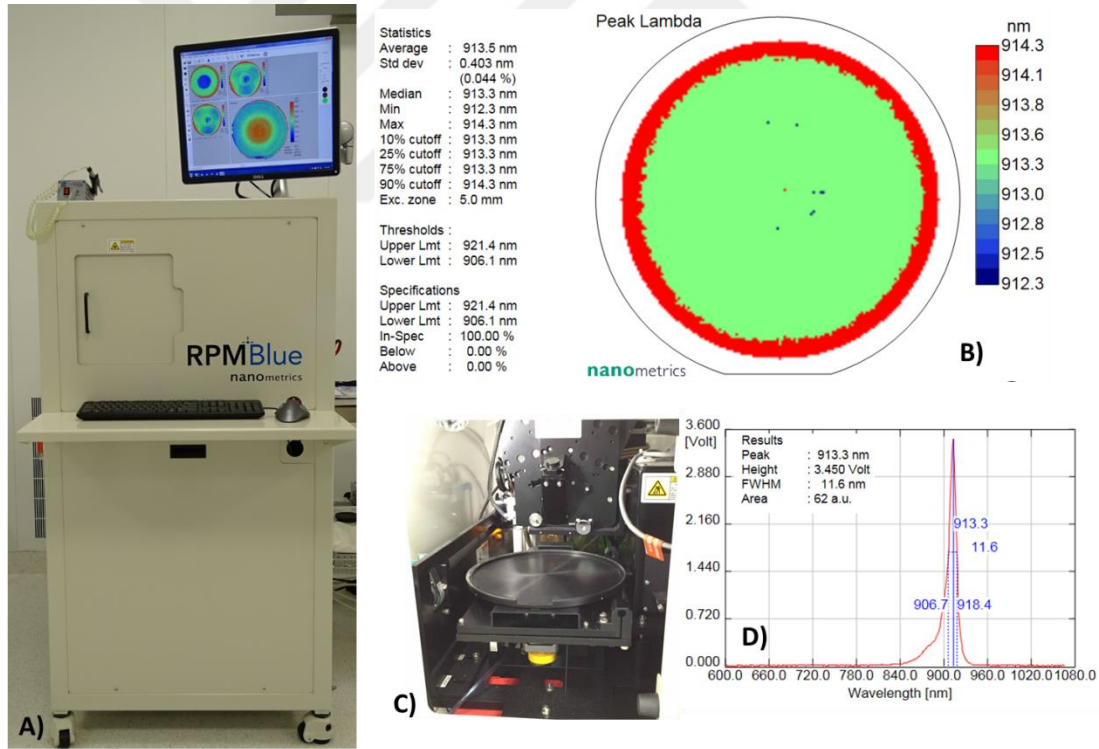 DELL
RPMBlue
nanometrics
A)
Statistics
Average : 913.5 nm
Std dev : 0.403 nm
(0.044 %)
Median : 913.3 nm
Min : 912.3 nm
Max : 914.3 nm
10% cutoff : 913.3 nm
25% cutoff : 913.3 nm
75% cutoff : 913.3 nm
90% cutoff : 914.3 nm
Exc. zone : 5.0 mm
Thresholds :
Upper Lmt : 921.4 nm
Lower Lmt : 906.1 nm
Specifications
Upper Lmt : 921.4 nm
Lower Lmt : 906.1 nm
In-Spec : 100.00 %
Below : 0.00 %
Above : 0.00 %
Peak Lambda
nm
914.3
914.1
913.8
913.6
913.3
913.0
912.8
912.5
912.3
nanometrics
B)
C)
3.600
[Volt]
2.880
2.160
1.440
0.720
0.000
Results
Peak : 913.3 nm
Height : 3.450 Volt
FWHM : 11.6 nm
Area : 62 a.u.
913.3
11.6
906.7
918.4
D)
600.0 660.0 720.0 780.0 840.0 900.0 960.0 1020.0 1080.0
Wavelength [nm]